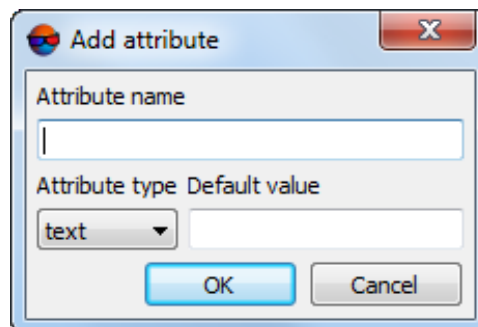 Add attribute
Attribute name
Attribute type Default value
text
OK Cancel